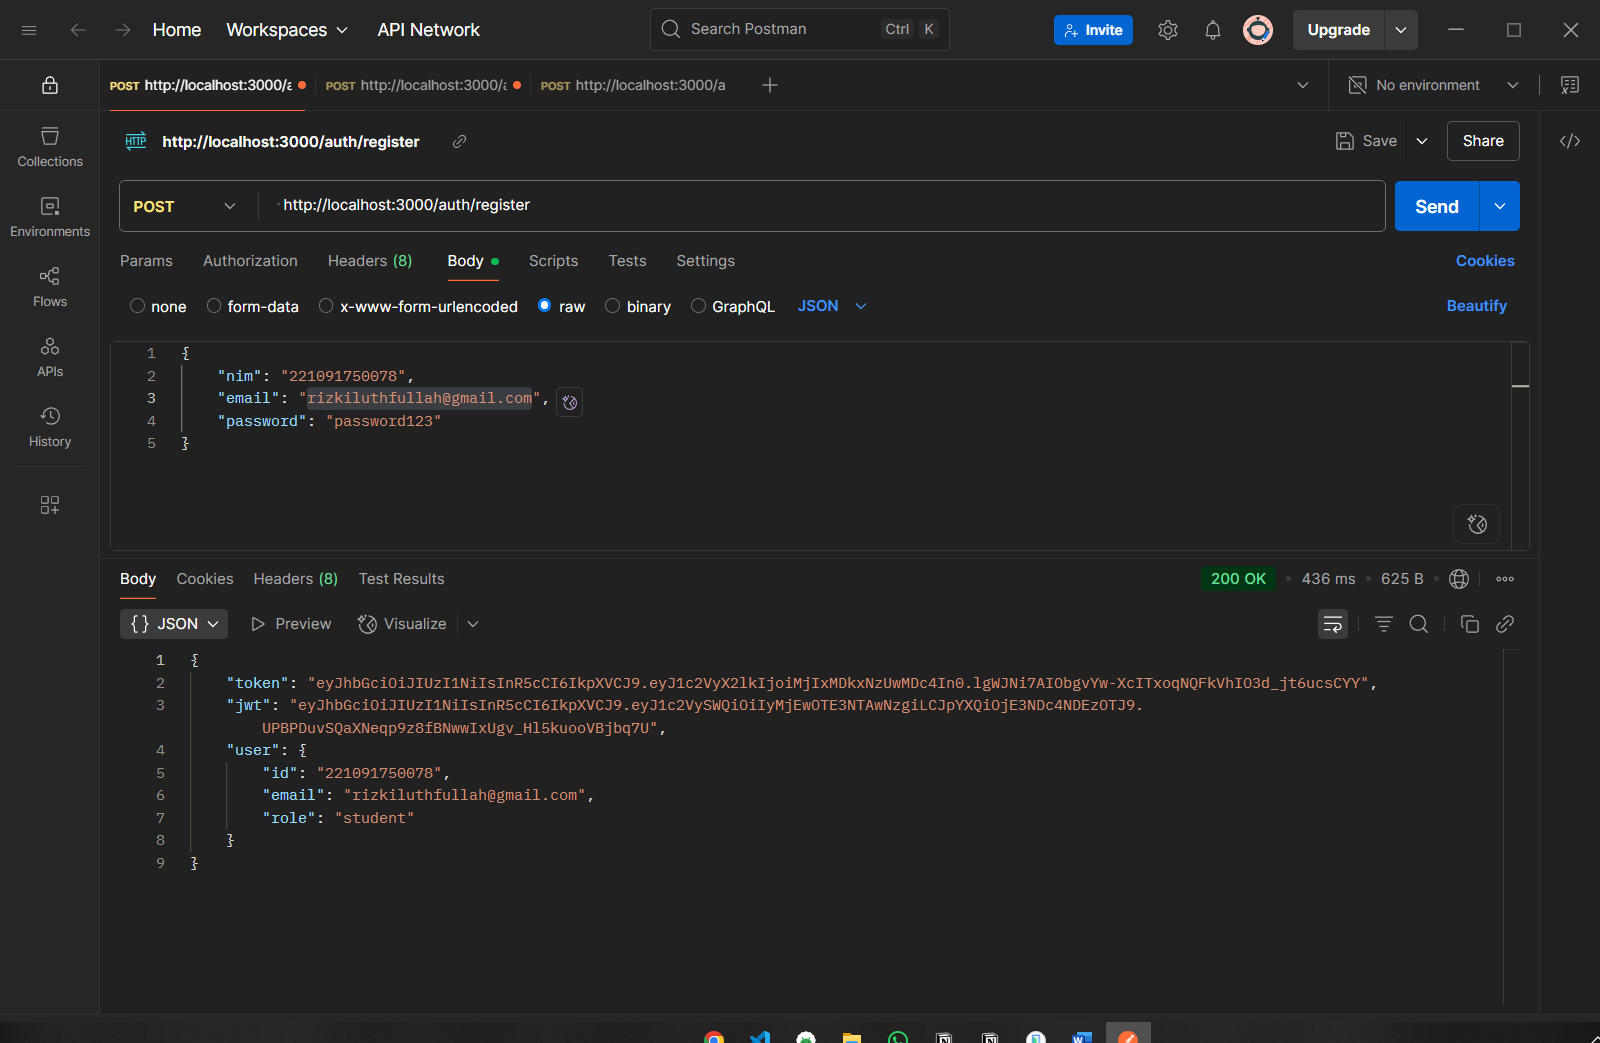 Home Workspaces API Network Search Postman Ctrl K Invite Upgrade
POST http://localhost:3000/a POST http://localhost:3000/a POST http://localhost:3000/a No environment
HTTP http://localhost:3000/auth/register Save Share
POST http://localhost:3000/auth/register Send
Params Authorization Headers (8) Body Scripts Tests Settings Cookies
none form-data x-www-form-urlencoded raw binary GraphQL JSON Beautify
Collections
Environments
Flows
APIs
History
1 {
2 "nim": "221091750078",
3 "email": "rizkiluthfullah@gmail.com",
4 "password": "password123"
5 }
Body Cookies Headers (8) Test Results 200 OK 436 ms 625 B
{} JSON Preview Visualize
1 {
2 "token": "eyJhbGciOiJIUzI1NiIsInR5cCI6IkpXVCJ9.eyJ1c2VyX2lkIjoiMjIxMDkxNzUwMDc4In0.lgWJNi7AIObgvYw-XcITxoqNQFkVhIO3d_jt6ucsCYY",
3 "jwt": "eyJhbGciOiJIUzI1NiIsInR5cCI6IkpXVCJ9.eyJ1c2VySWQiOiIyMjEwOTE3NTAwNzgiLCJpYXQiOjE3NDc4NDEzOTJ9.
UPBPDuvSQaXNeqp9z8fBNwwIxUgv_Hl5kuooVBjbq7U",
4 "user": {
5 "id": "221091750078",
6 "email": "rizkiluthfullah@gmail.com",
7 "role": "student"
8 }
9 }